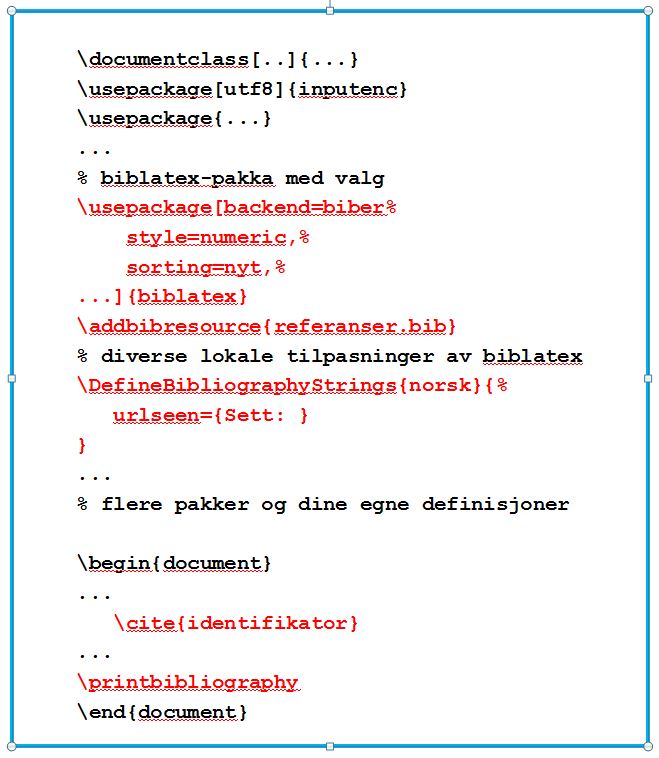 \documentclass[..]{...}
\usepackage[utf8]{inputenc}
\usepackage{...}
...
% biblatex-pakka med valg
\usepackage[backend=biber%
    style=numeric,%
    sorting=nyt,%
...]{biblatex}
\addbibresource{referanser.bib}
% diverse lokale tilpasninger av biblatex
\DefineBibliographyStrings{norsk}{%
   urlseen={Sett: }
}
...
% flere pakker og dine egne definisjoner

\begin{document}
...
   \cite{identifikator}
...
\printbibliography
\end{document}